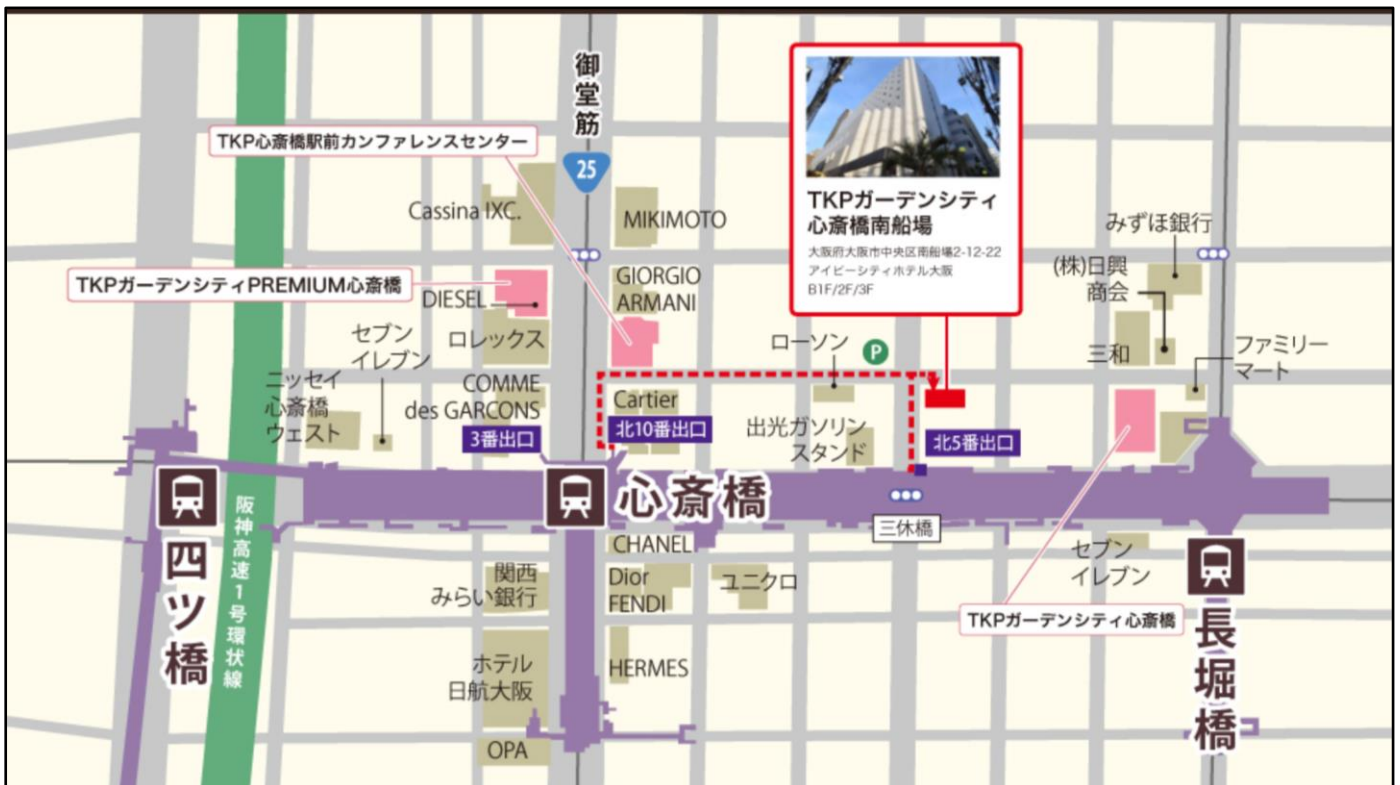 御堂筋
25
TKP心斎橋駅前カンファレンスセンター
Cassina IXC.
MIKIMOTO
TKPガーデンシティ
心斎橋南船場
大阪府大阪市中央区南船場2-12-22
アイビーシティホテル大阪
B1F/2F/3F
みずほ銀行
(株)日興
商会
TKPガーデンシティPREMIUM心斎橋
DIESEL
GIORGIO
ARMANI
セブン
イレブン
ロレックス
ローソン
P
三和
ファミリー
マート
ニッセイ
心斎橋
ウェスト
COMME
des GARCONS
3番出口
Cartier
北10番出口
出光ガソリン
スタンド
北5番出口
四ツ橋
阪神高速1号環状線
心斎橋
三休橋
CHANEL
関西
みらい銀行
Dior
FENDI
ユニクロ
セブン
イレブン
TKPガーデンシティ心斎橋
長堀橋
ホテル
日航大阪
HERMES
OPA